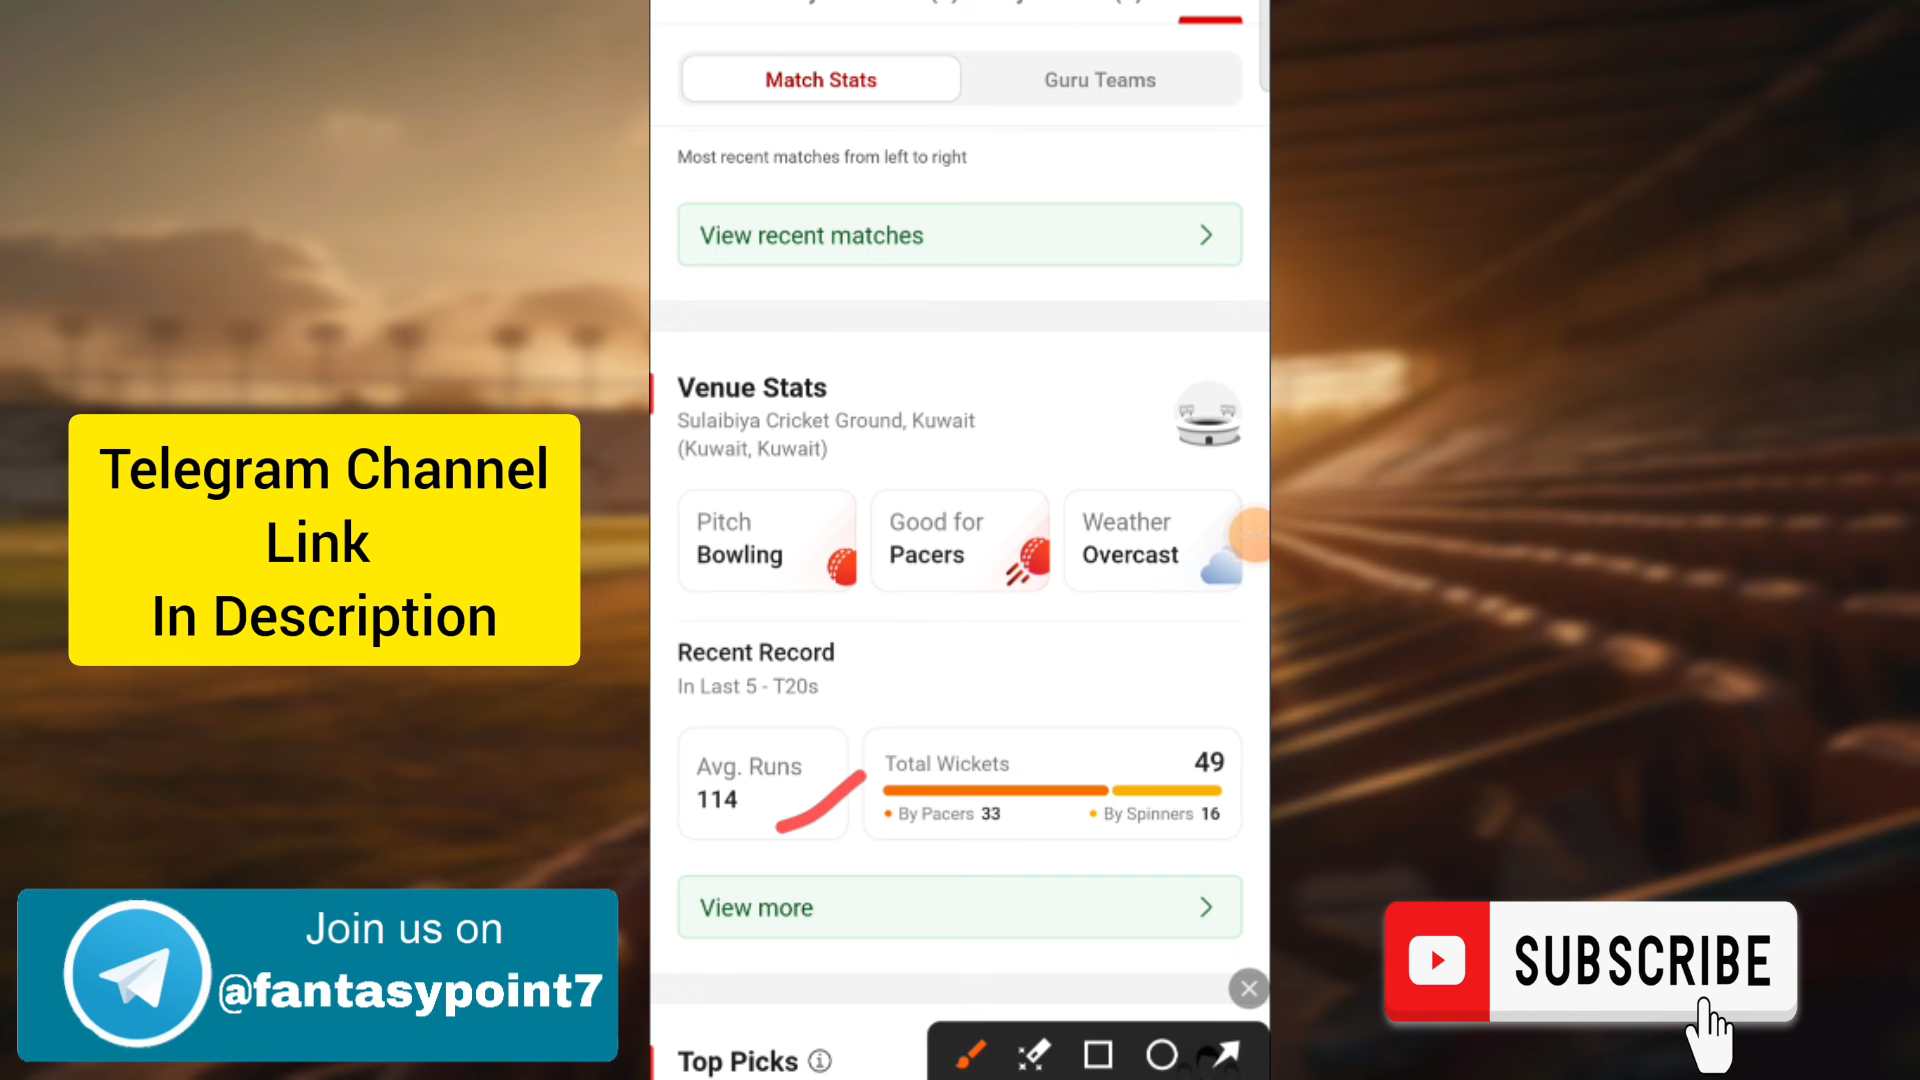 Match Stats
Guru Teams
Most recent matches from left to right
View recent matches
Venue Stats
Sulaibiya Cricket Ground, Kuwait
(Kuwait, Kuwait)
Pitch
Bowling
Good for
Pacers
Weather
Overcast
Recent Record
In Last 5 - T20s
Avg. Runs
114
Total Wickets
49
By Pacers 33
By Spinners 16
View more
Top Picks
Telegram Channel
Link
In Description
Join us on
@fantasypoint7
SUBSCRIBE